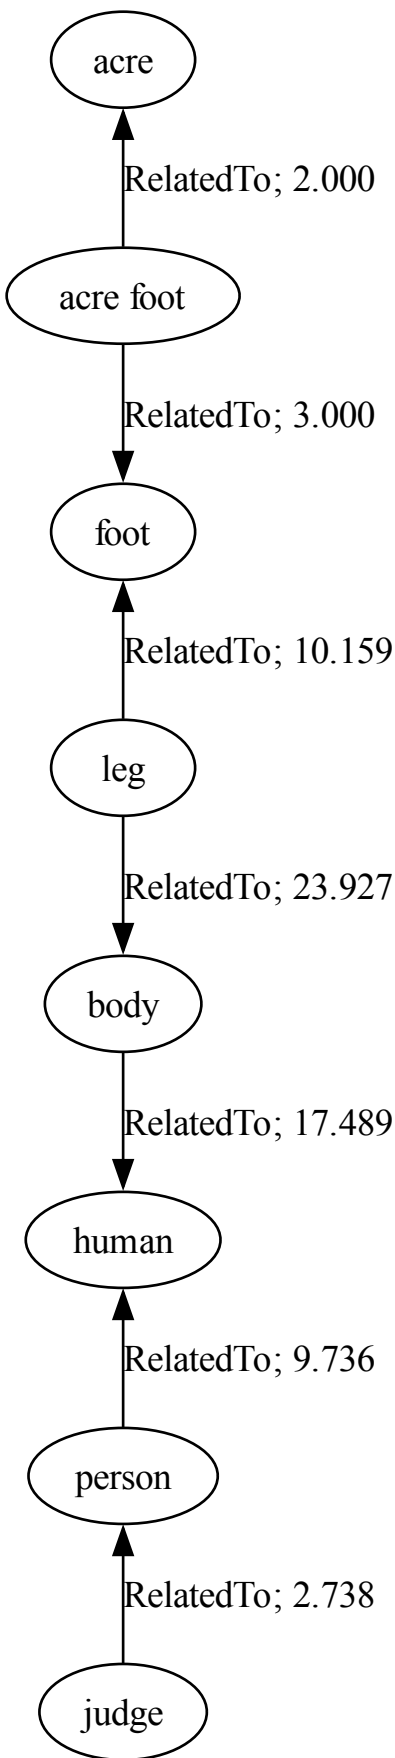 acre
RelatedTo; 2.000
acre foot
RelatedTo; 3.000
foot
RelatedTo; 10.159
leg
RelatedTo; 23.927
body
RelatedTo; 17.489
human
RelatedTo; 9.736
person
RelatedTo; 2.738
judge